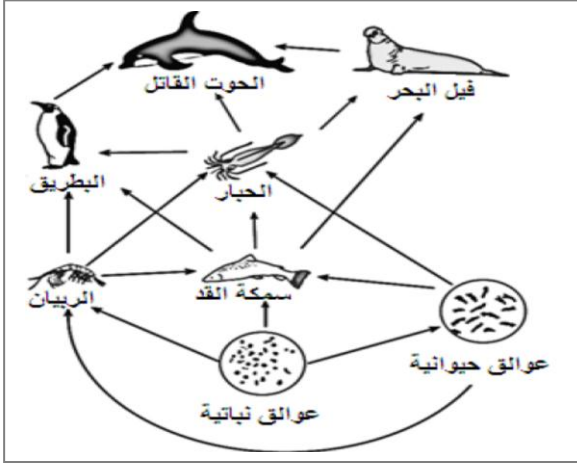 الحوت القاتل
فيل البحر
البطريق
الحبار
الربيان
سمكة القد
عوالق حيوانية
عوالق نباتية